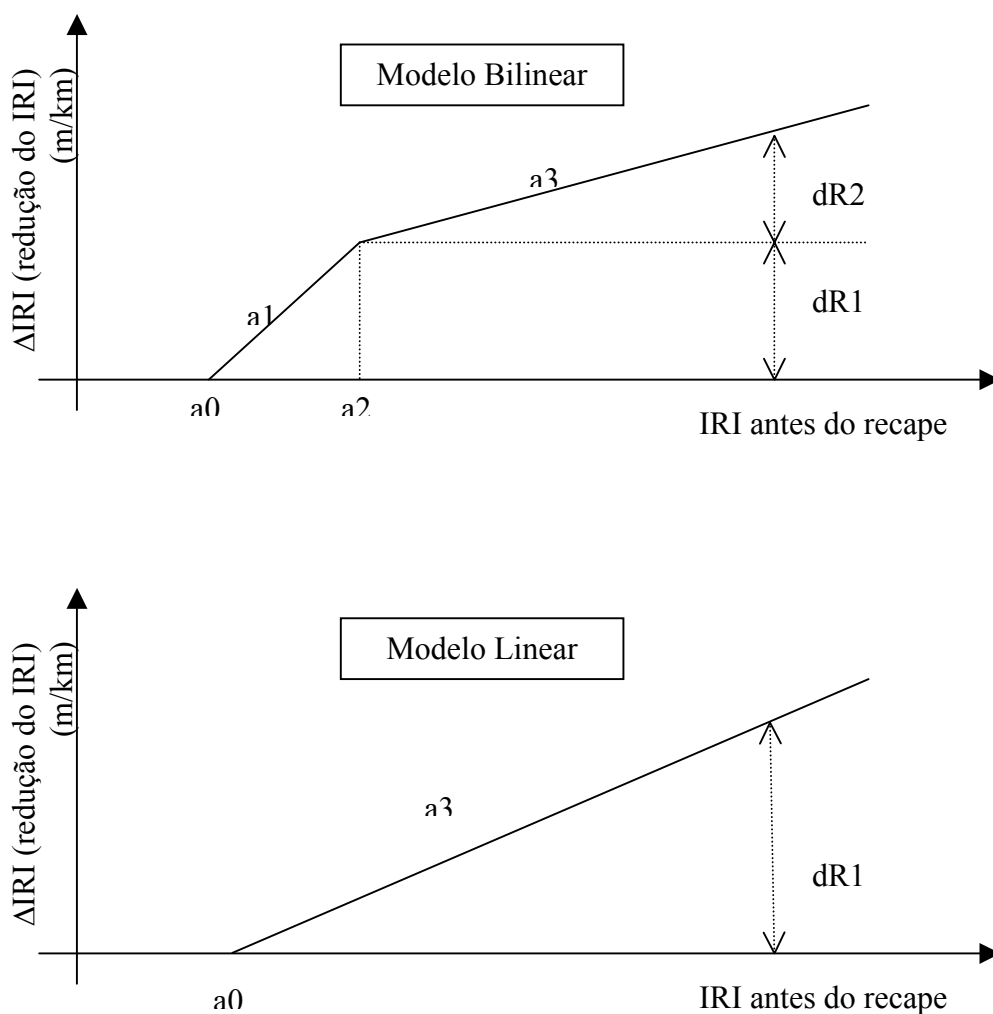 Modelo Bilinear
ΔIRI (redução do IRI)
(m/km)
a3
dR2
a1
dR1
a0
a2
IRI antes do recape
Modelo Linear
ΔIRI (redução do IRI)
(m/km)
a3
dR1
a0
IRI antes do recape